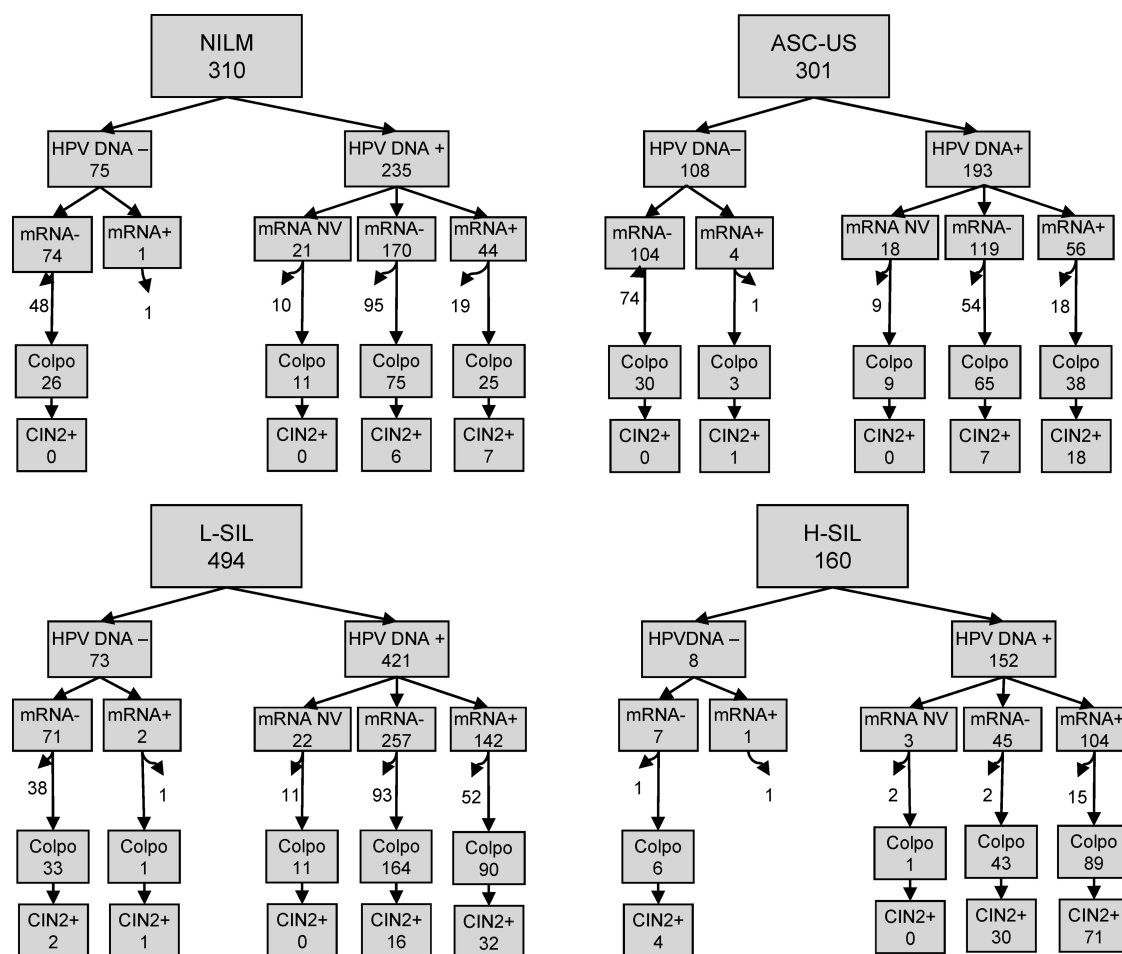 NILM
310
HPV DNA –
75
HPV DNA +
235
mRNA-
74
mRNA+
1
mRNA NV
21
mRNA-
170
mRNA+
44
48
1
10
95
19
Colpo
26
Colpo
11
Colpo
75
Colpo
25
CIN2+
0
CIN2+
0
CIN2+
6
CIN2+
7
ASC-US
301
HPV DNA–
108
HPV DNA+
193
mRNA-
104
mRNA+
4
mRNA NV
18
mRNA-
119
mRNA+
56
74
1
9
54
18
Colpo
30
Colpo
3
Colpo
9
Colpo
65
Colpo
38
CIN2+
0
CIN2+
1
CIN2+
0
CIN2+
7
CIN2+
18
L-SIL
494
HPV DNA –
73
HPV DNA +
421
mRNA-
71
mRNA+
2
mRNA NV
22
mRNA-
257
mRNA+
142
38
1
11
93
52
Colpo
33
Colpo
1
Colpo
11
Colpo
164
Colpo
90
CIN2+
2
CIN2+
1
CIN2+
0
CIN2+
16
CIN2+
32
H-SIL
160
HPVDNA –
8
HPV DNA +
152
mRNA-
7
mRNA+
1
mRNA NV
3
mRNA-
45
mRNA+
104
1
1
2
2
15
Colpo
6
Colpo
1
Colpo
43
Colpo
89
CIN2+
4
CIN2+
0
CIN2+
30
CIN2+
71